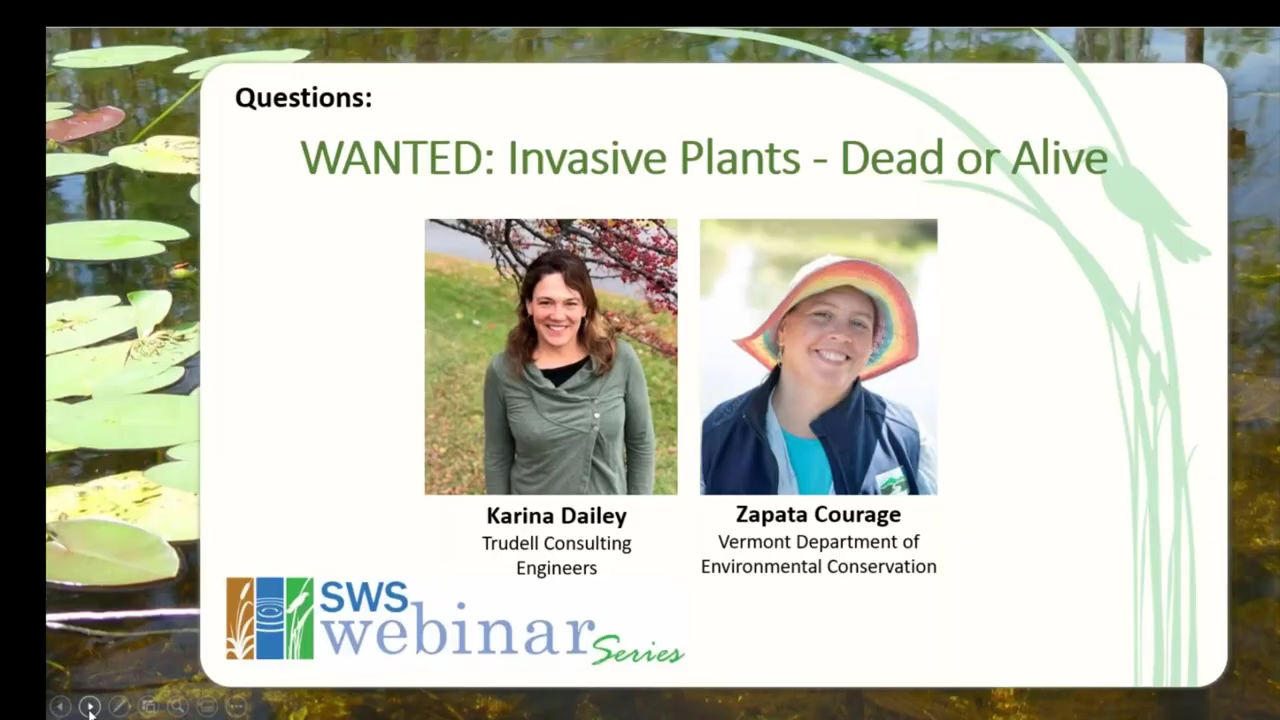 Questions:
WANTED: Invasive Plants - Dead or Alive
Karina Dailey
Trudell Consulting
Engineers
Zapata Courage
Vermont Department of
Environmental Conservation
SWS
webinar Series